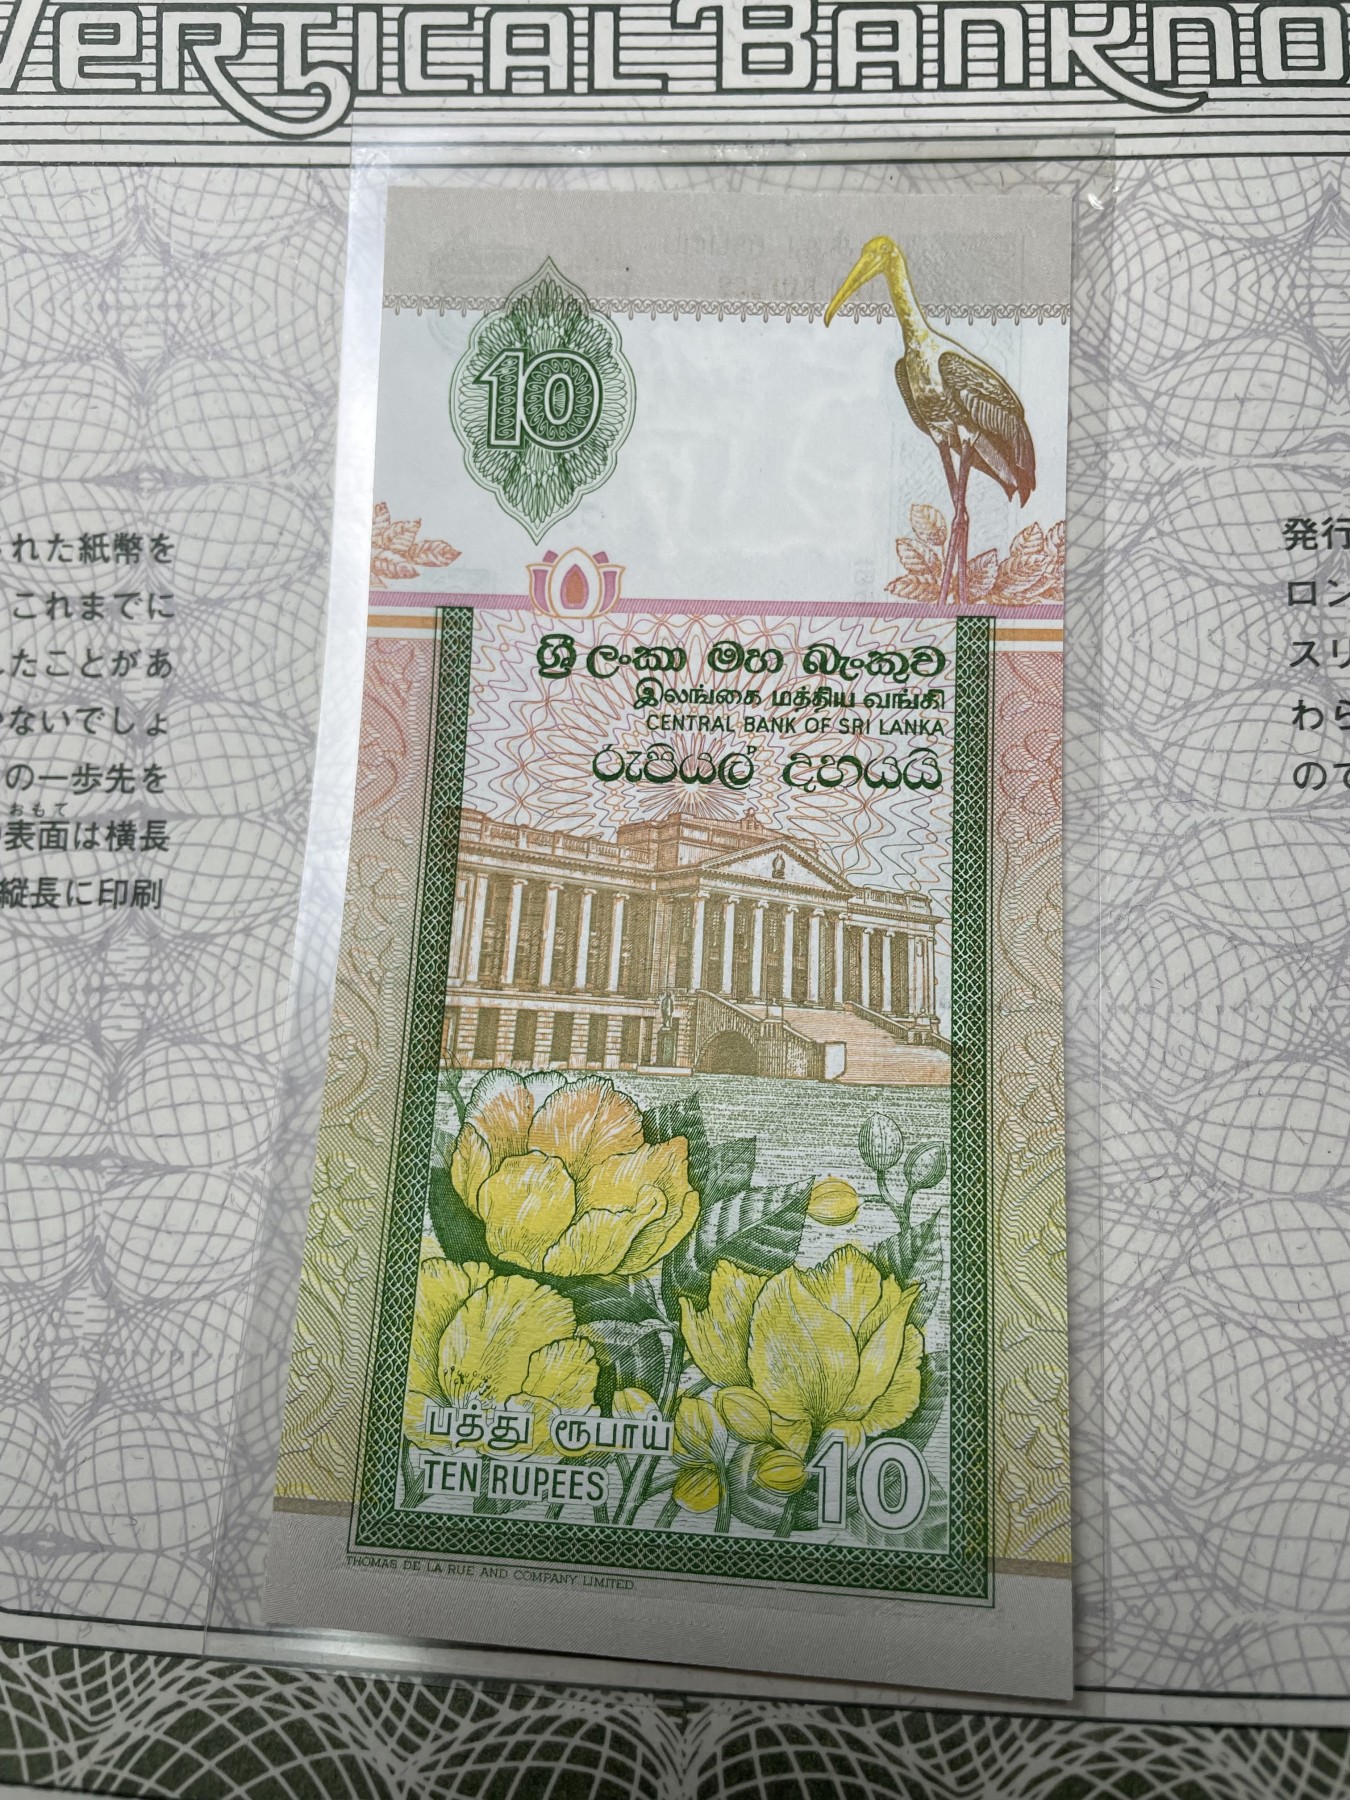 VERTICAL BANKNO
10
れた紙幣を
これまでに
たことがあ
ないでしょ
の一歩先を
おもて
表面は横長
縦長に印刷
ශ්‍රී ලංකා මහ බැංකුව
இலங்கை மத்திய வங்கி
CENTRAL BANK OF SRI LANKA
රුපියල් දහයයි
பத்து ரூபாய்
TEN RUPEES
10
THOMAS DE LA RUE AND COMPANY LIMITED.
発行
ロン
スリ
わら
ので